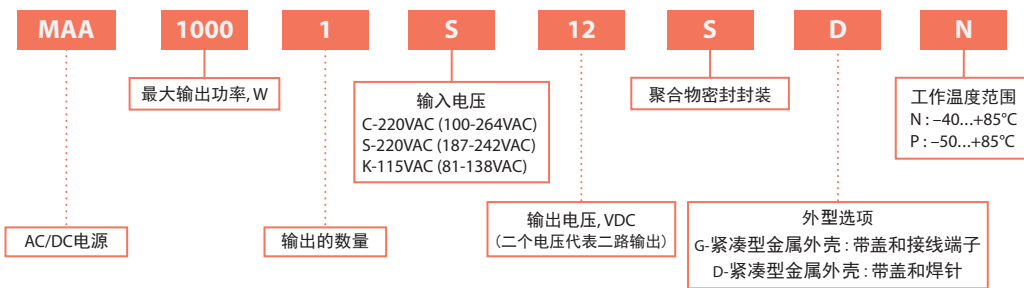 MAA 1000 1 S 12 S D N
最大输出功率, W
输入电压
C-220VAC (100-264VAC)
S-220VAC (187-242VAC)
K-115VAC (81-138VAC)
聚合物密封封装
工作温度范围
N : –40...+85°C
P : –50...+85°C
AC/DC电源
输出的数量
输出电压, VDC
(二个电压代表二路输出)
外型选项
G-紧凑型金属外壳 : 带盖和接线端子
D-紧凑型金属外壳 : 带盖和焊针